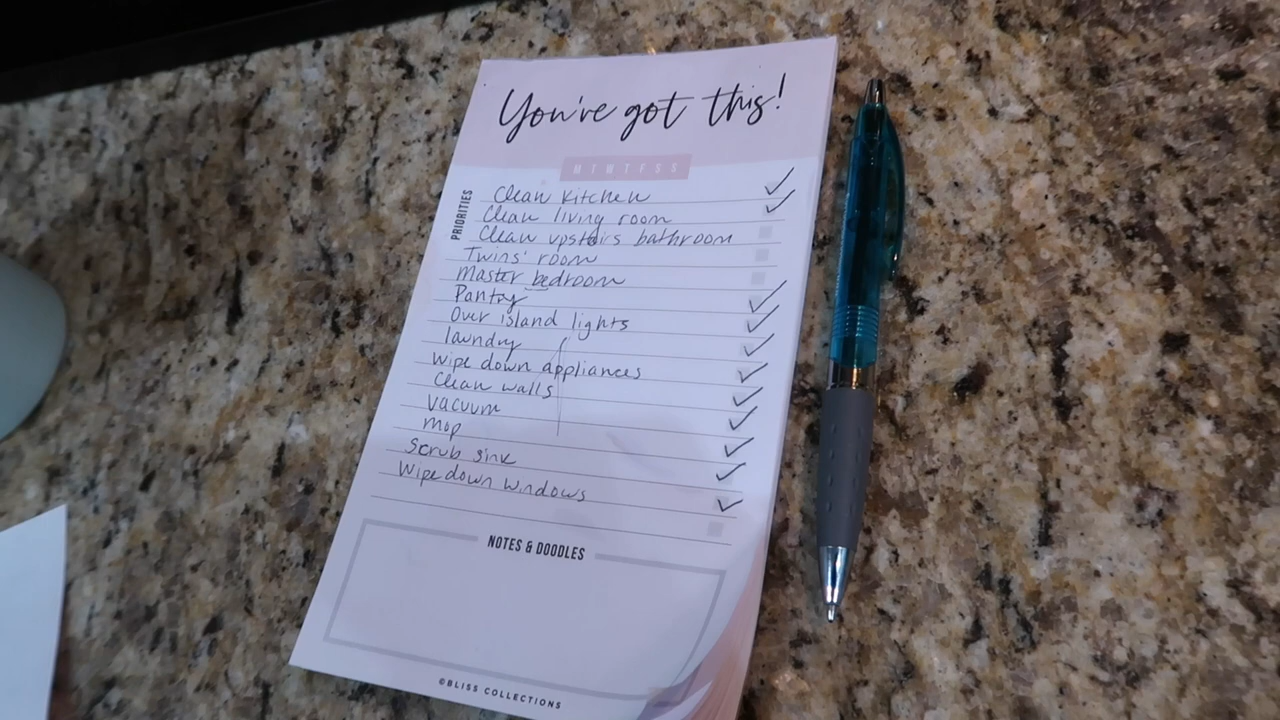 You've got this!
M T W T F S S
PRIORITIES
Clean Kitchen
Clean living room
Clean upstairs bathroom
Twins' room
Master bedroom
Pantry
Over island lights
laundry
Wipe down appliances
Clean walls
Vacuum
mop
Scrub sink
Wipe down windows
NOTES & DOODLES
©BLISS COLLECTIONS